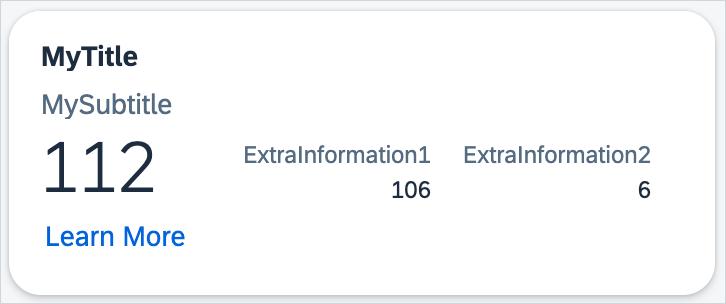 MyTitle
MySubtitle
112
ExtraInformation1 ExtraInformation2
106 6
Learn More